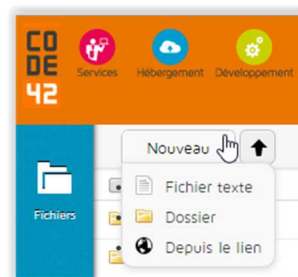 CO
DE
42
Services
Hébergement
Développement
Nouveau
Fichiers
Fichier texte
Dossier
Depuis le lien